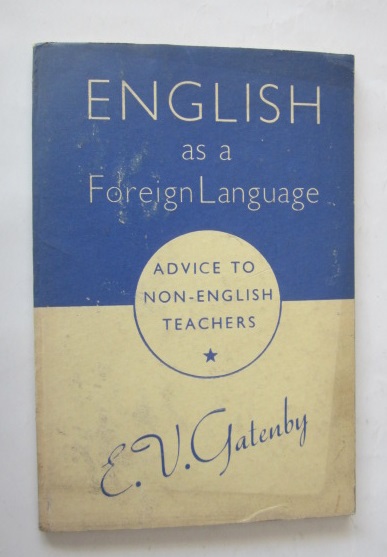 ENGLISH
as a
Foreign Language
ADVICE TO
NON-ENGLISH
TEACHERS
E. V. Gatenby